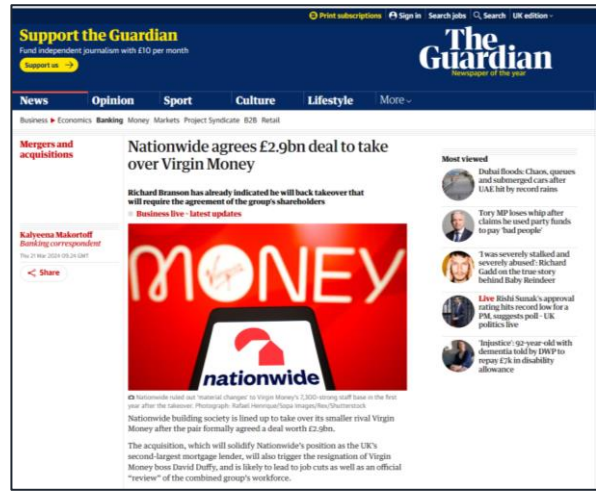 Print subscriptions Sign in Search jobs Search UK edition
Support the Guardian
Fund independent journalism with £10 per month
Support us →
The Guardian
Newspaper of the year
News Opinion Sport Culture Lifestyle More
Business Economics Banking Money Markets Project Syndicate B2B Retail
Mergers and
acquisitions
Nationwide agrees £2.9bn deal to take
over Virgin Money
Richard Branson has already indicated he will back takeover that
will require the agreement of the group's shareholders
Business live - latest updates
Kalyeena Makortoff
Banking correspondent
Thu 21 Mar 2024 09.24 GMT
Share
Virgin
MONEY
nationwide
Nationwide ruled out 'material changes' to Virgin Money's 7,300-strong staff base in the first
year after the takeover. Photograph: Rafael Henrique/Sopa Images/Rex/Shutterstock
Nationwide building society is lined up to take over its smaller rival Virgin
Money after the pair formally agreed a deal worth £2.9bn.
The acquisition, which will solidify Nationwide's position as the UK's
second-largest mortgage lender, will also trigger the resignation of Virgin
Money boss David Duffy, and is likely to lead to job cuts as well as an official
"review" of the combined group's workforce.
Most viewed
Dubai floods: Chaos, queues
and submerged cars after
UAE hit by record rains
Tory MP loses whip after
claims he used party funds
to pay 'bad people'
'I was severely stalked and
severely abused': Richard
Gadd on the true story
behind Baby Reindeer
Live Rishi Sunak's approval
rating hits record low for a
PM, suggests poll - UK
politics live
'Injustice': 92-year-old with
dementia told by DWP to
repay £7k in disability
allowance